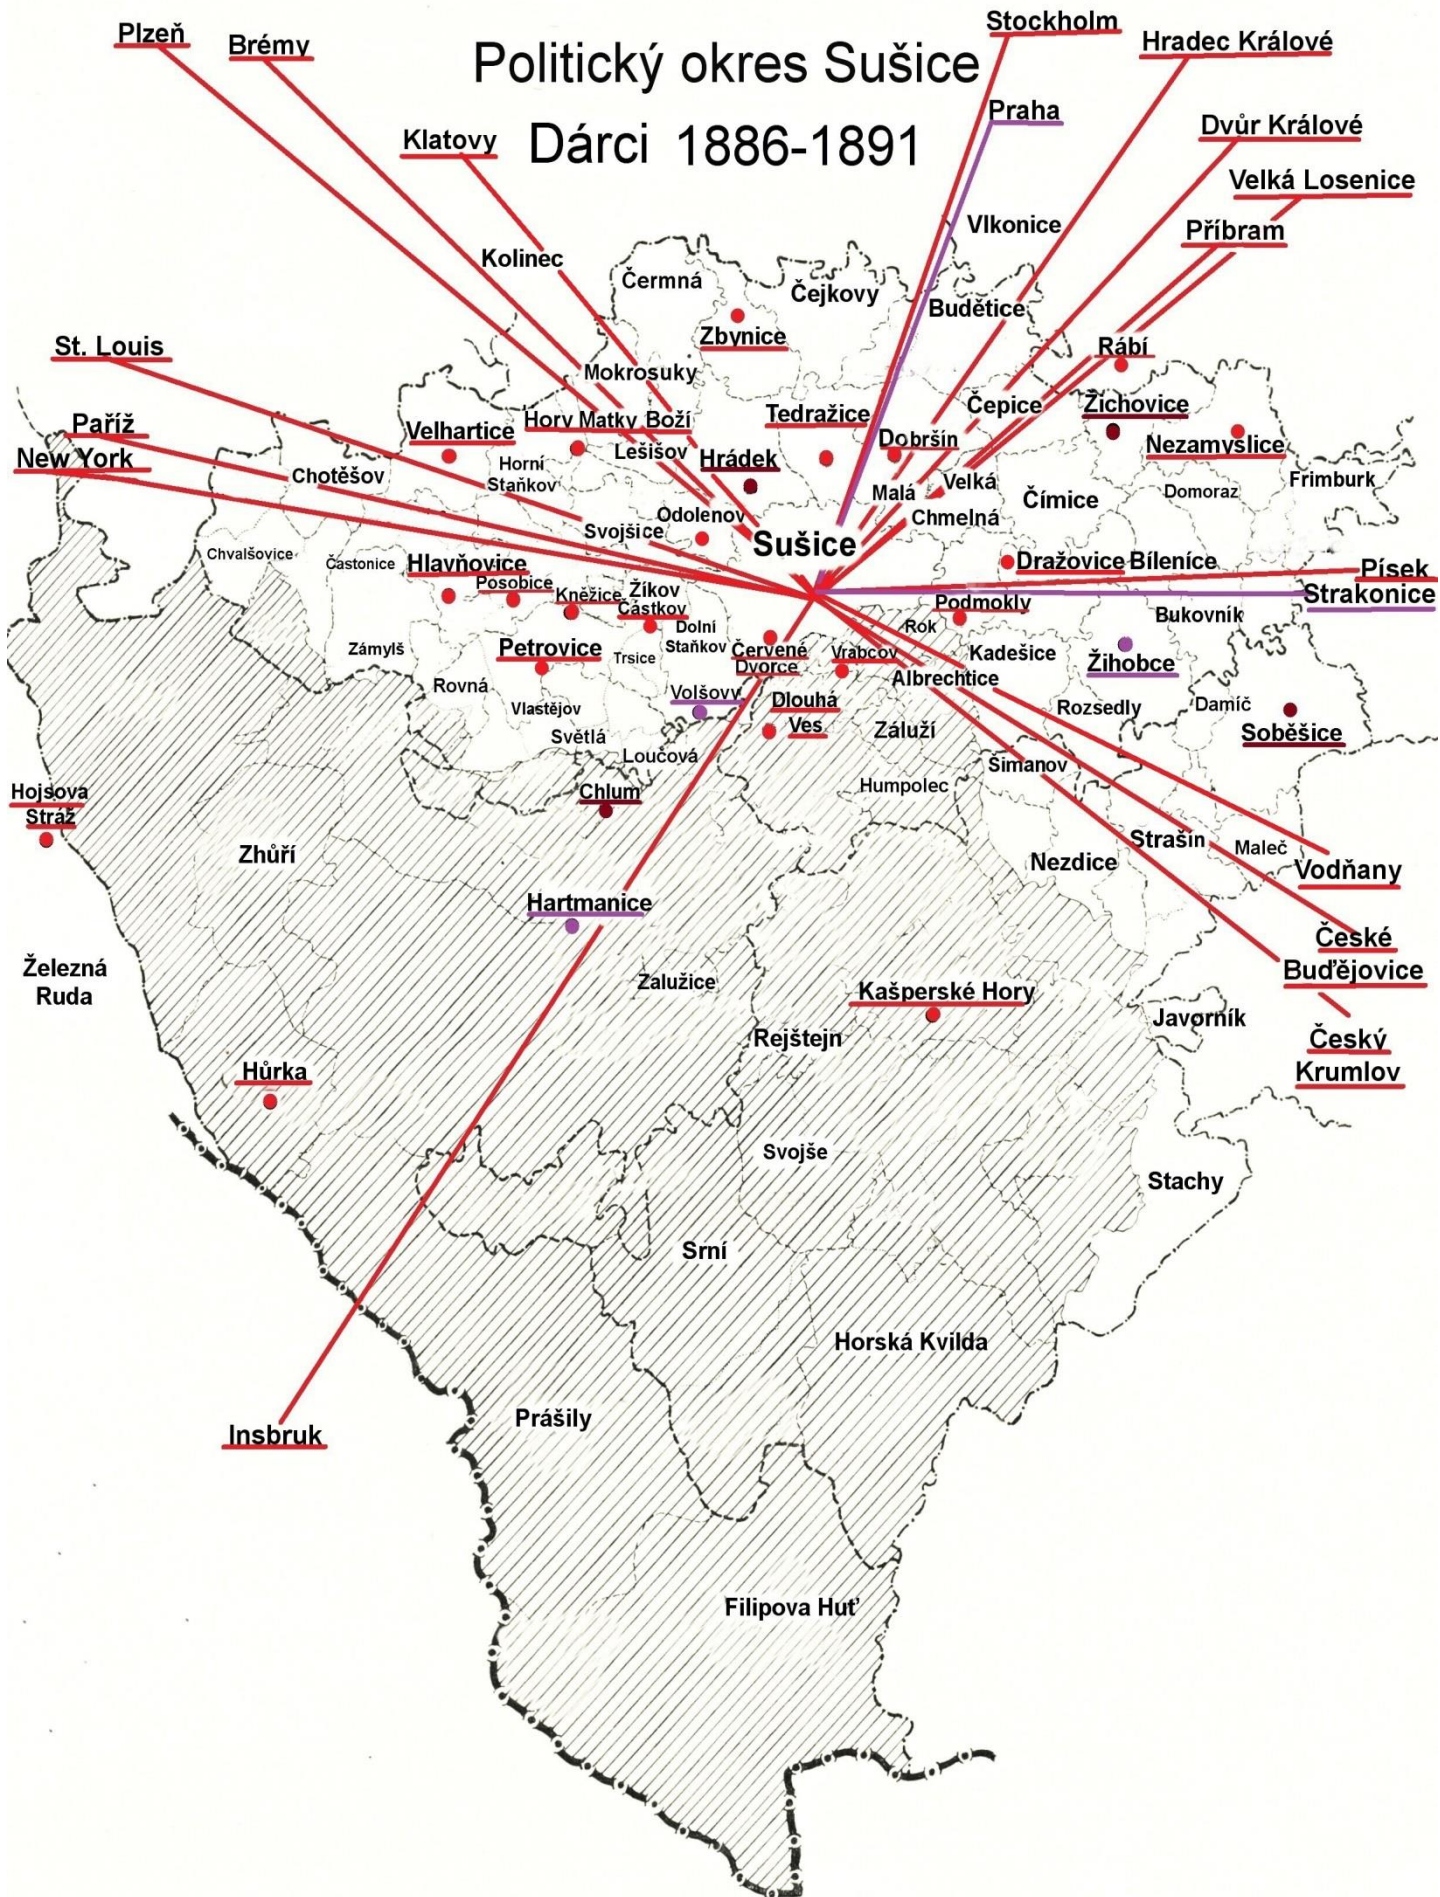 Politický okres Sušice
Dárci 1886-1891
Plzeň
Brémy
Stockholm
Hradec Králové
Klatovy
Praha
Dvůr Králové
Velká Losenice
Příbram
Vlkonice
Kolinec
Čermná
Čejkovy
Budětice
Zbynice
St. Louis
Rábí
Mokrosuky
Paříž
Velhartice
Hory Matky Boží
Tedražice
Čepice
Žichovice
New York
Dobršín
Nezamyslice
Chotěšov
Horní
Staňkov
Lešišov
Hrádek
Velká
Malá
Čímice
Domoraz
Frimburk
Chmelná
Odolenov
Svojšice
Sušice
Chvalšovice
Častonice
Hlavňovice
Posobice
Kněžice
Žíkov
Částkov
Dražovice
Bíleníce
Písek
Strakonice
Podmokly
Rok
Bukovník
Zámylš
Petrovice
Trsice
Dolní
Staňkov
Červené
Dvorce
Vrabcov
Kadešice
Žihobce
Albrechtice
Rovná
Vlastějov
Volšovy
Dlouhá
Ves
Záluží
Rozsedly
Damíč
Soběšice
Světlá
Loučová
Šimanov
Hojsova
Stráž
Chlum
Humpolec
Zhůří
Nezdice
Strašín
Maleč
Vodňany
Hartmanice
České
Buďějovice
Železná
Ruda
Zalužice
Kašperské Hory
Rejštejn
Javorník
Český
Krumlov
Hůrka
Svojše
Stachy
Srní
Horská Kvilda
Prášily
Insbruk
Filipova Huť